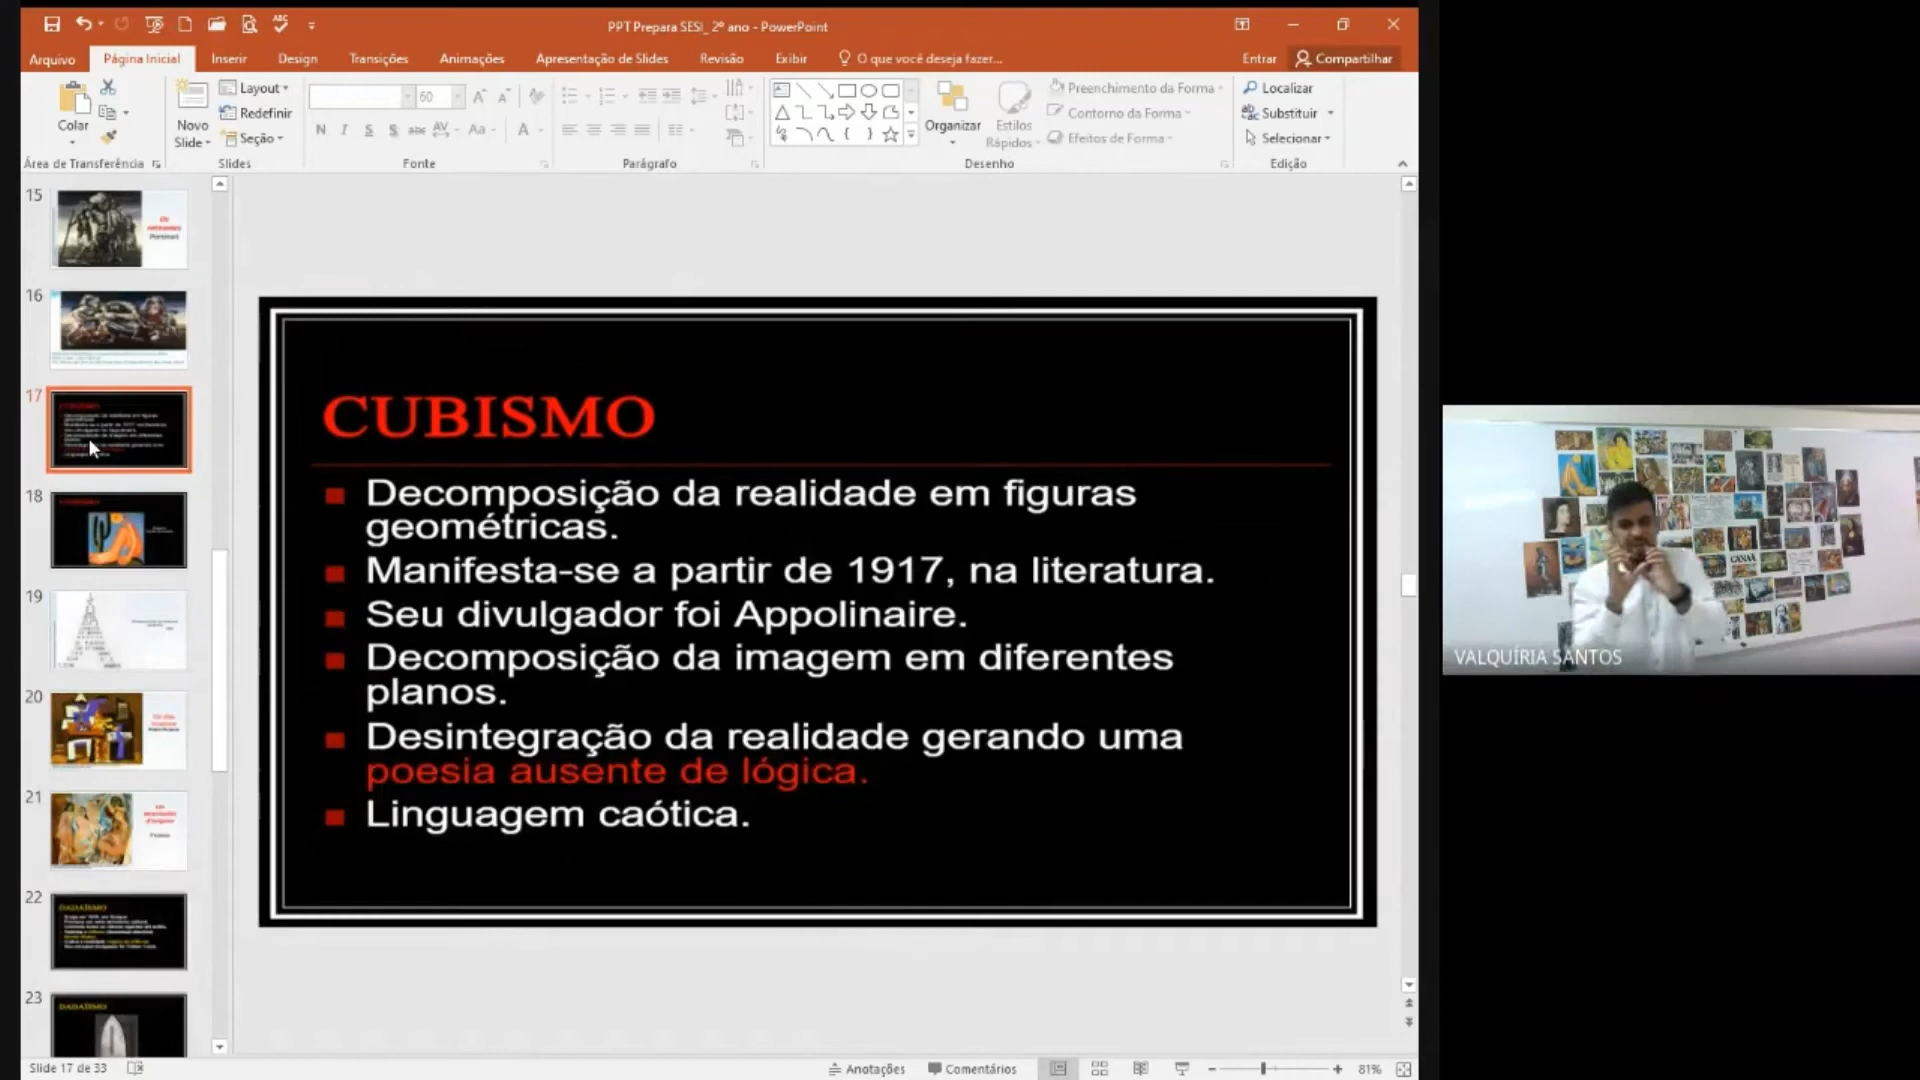 PPT Prepara SESI_ 2º ano - PowerPoint
Arquivo
Página Inicial
Inserir
Design
Transições
Animações
Apresentação de Slides
Revisão
Exibir
O que você deseja fazer...
Entrar
Compartilhar
Colar
Novo
Slide
Layout
Redefinir
Seção
60
Organizar
Estilos
Rápidos
Preenchimento da Forma
Contorno da Forma
Efeitos de Forma
Localizar
Substituir
Selecionar
Área de Transferência
Slides
Fonte
Parágrafo
Desenho
Edição
15
16
17
18
19
20
21
22
DADAÍSMO
23
DADAÍSMO
CUBISMO
Decomposição da realidade em figuras
geométricas.
Manifesta-se a partir de 1917, na literatura.
Seu divulgador foi Appolinaire.
Decomposição da imagem em diferentes
planos.
Desintegração da realidade gerando uma
poesia ausente de lógica.
Linguagem caótica.
VALQUÍRIA SANTOS
Slide 17 de 33
Anotações
Comentários
81%